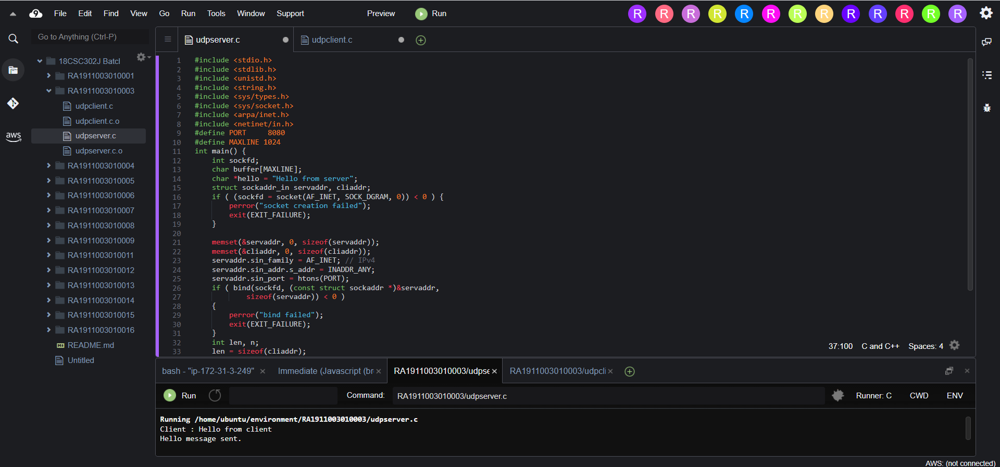 File Edit Find View Go Run Tools Window Support Preview Run R R R R R R R R R R R R R
Go to Anything (Ctrl-P)
18CSC302J Batcl
RA1911003010001
RA1911003010003
udpclient.c
udpclient.c.o
udpserver.c
udpserver.c.o
RA1911003010004
RA1911003010005
RA1911003010006
RA1911003010007
RA1911003010008
RA1911003010009
RA1911003010011
RA1911003010012
RA1911003010013
RA1911003010014
RA1911003010015
RA1911003010016
README.md
Untitled
aws
udpserver.c udpclient.c
1 #include <stdio.h>
2 #include <stdlib.h>
3 #include <unistd.h>
4 #include <string.h>
5 #include <sys/types.h>
6 #include <sys/socket.h>
7 #include <arpa/inet.h>
8 #include <netinet/in.h>
9 #define PORT     8080
10 #define MAXLINE 1024
11 int main() {
12     int sockfd;
13     char buffer[MAXLINE];
14     char *hello = "Hello from server";
15     struct sockaddr_in servaddr, cliaddr;
16     if ( (sockfd = socket(AF_INET, SOCK_DGRAM, 0)) < 0 ) {
17         perror("socket creation failed");
18         exit(EXIT_FAILURE);
19     }
20
21     memset(&servaddr, 0, sizeof(servaddr));
22     memset(&cliaddr, 0, sizeof(cliaddr));
23     servaddr.sin_family = AF_INET; // IPv4
24     servaddr.sin_addr.s_addr = INADDR_ANY;
25     servaddr.sin_port = htons(PORT);
26     if ( bind(sockfd, (const struct sockaddr *)&servaddr,
27             sizeof(servaddr)) < 0 )
28     {
29         perror("bind failed");
30         exit(EXIT_FAILURE);
31     }
32     int len, n;
33     len = sizeof(cliaddr);
37:100 C and C++ Spaces: 4
bash - "ip-172-31-3-249" Immediate (Javascript (br RA1911003010003/udpse RA1911003010003/udpcli
Run Command: RA1911003010003/udpserver.c Runner: C CWD ENV
Running /home/ubuntu/environment/RA1911003010003/udpserver.c
Client : Hello from client
Hello message sent.
AWS: (not connected)